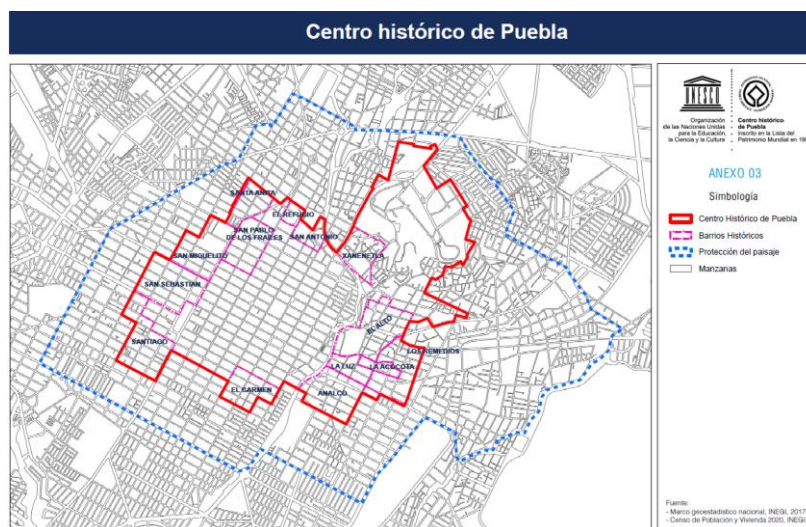 Centro histórico de Puebla
UNESCO
Organización
de las Naciones Unidas
para la Educación,
la Ciencia y la Cultura
Centro histórico
de Puebla
inscrito en la Lista del
Patrimonio Mundial en 19
ANEXO 03
Simbología
Centro Histórico de Puebla
Barrios Históricos
Protección del paisaje
Manzanas
SANTA ANITA
EL REFUGIO
SAN PABLO
DE LOS FRAILES
SAN ANTONIO
XANENETLA
SAN MIGUELITO
SAN SEBASTIAN
SANTIAGO
EL ALTO
LOS REMEDIOS
LA LUZ
LA ACOCOTA
EL CARMEN
ANALCO
Fuente:
- Marco geoestadístico nacional, INEGI, 2017
- Censo de Población y Vivienda 2020, INEGI,